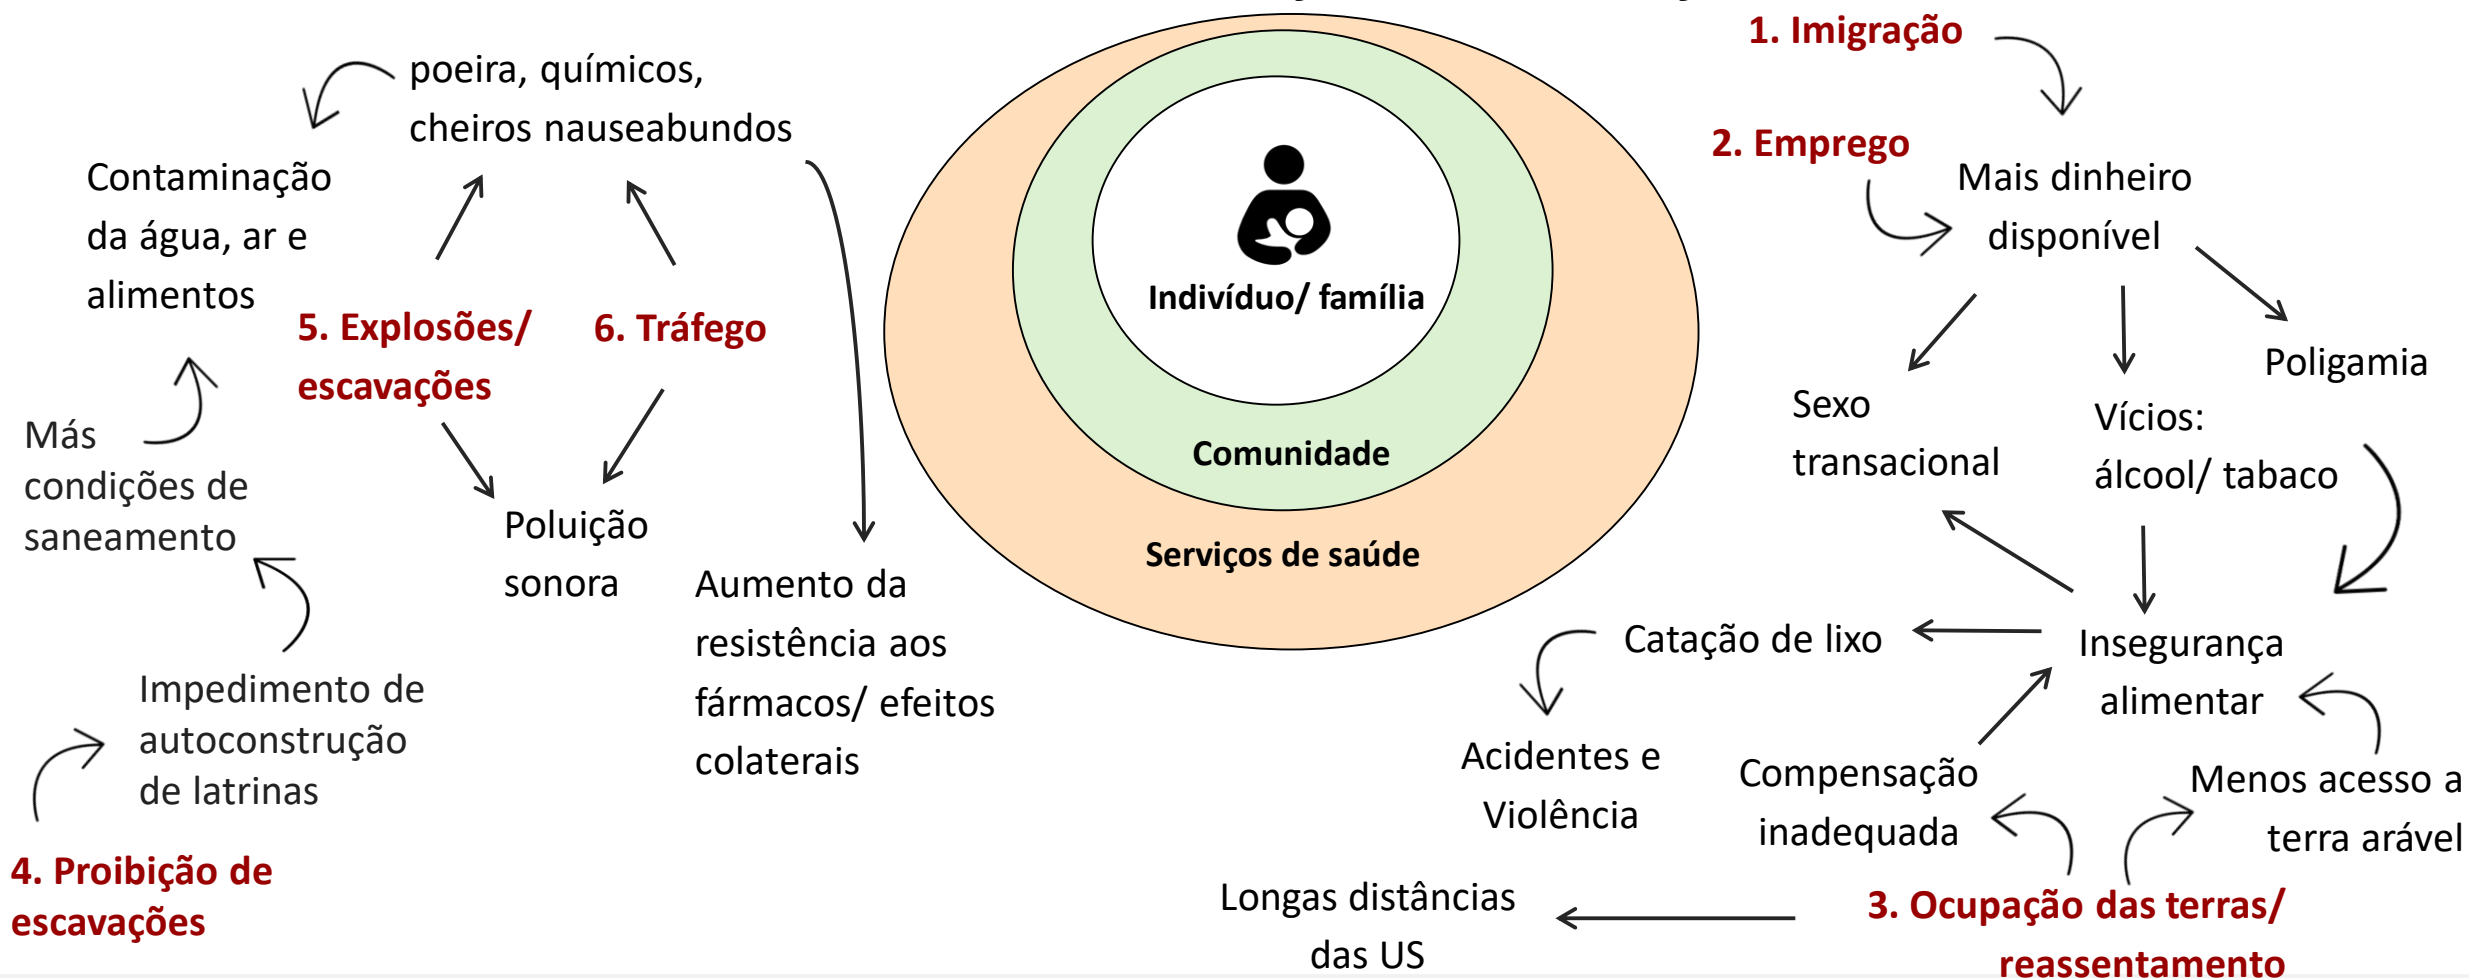 poeira, químicos,
cheiros nauseabundos
Contaminação
da água, ar e
alimentos
5. Explosões/
escavações
6. Tráfego
Más
condições de
saneamento
Poluição
sonora
Aumento da
resistência aos
fármacos/ efeitos
colaterais
Impedimento de
autoconstrução
de latrinas
4. Proibição de
escavações
Indivíduo/ família
Comunidade
Serviços de saúde
1. Imigração
2. Emprego
Mais dinheiro
disponível
Poligamia
Sexo
transacional
Vícios:
álcool/ tabaco
Catação de lixo
Insegurança
alimentar
Acidentes e
Violência
Compensação
inadequada
Menos acesso a
terra arável
Longas distâncias
das US
3. Ocupação das terras/
reassentamento